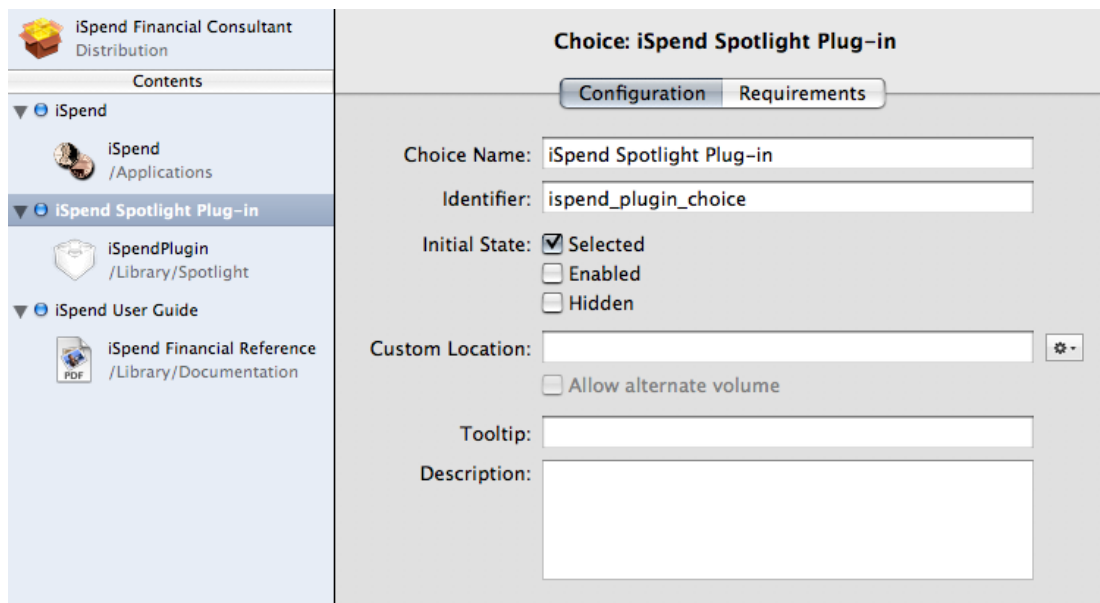 iSpend Financial Consultant
Distribution
Contents
iSpend
iSpend
/Applications
iSpend Spotlight Plug-in
iSpendPlugin
/Library/Spotlight
iSpend User Guide
iSpend Financial Reference
/Library/Documentation
PDF
Choice: iSpend Spotlight Plug-in
Configuration Requirements
Choice Name: iSpend Spotlight Plug-in
Identifier: ispend_plugin_choice
Initial State: Selected
Enabled
Hidden
Custom Location:
Allow alternate volume
Tooltip:
Description: